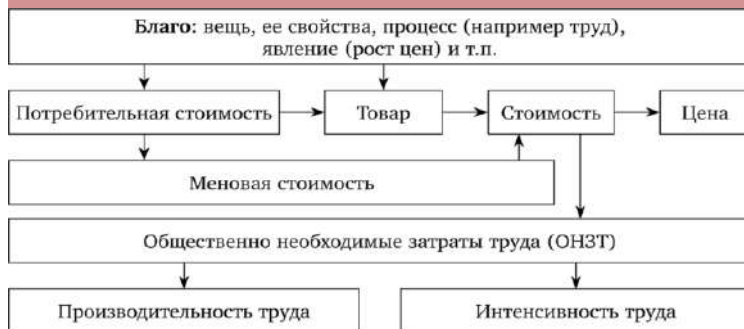 Благо: вещь, ее свойства, процесс (например труд),
явление (рост цен) и т.п.
Потребительная стоимость
Товар
Стоимость
Цена
Меновая стоимость
Общественно необходимые затраты труда (ОНЗТ)
Производительность труда
Интенсивность труда